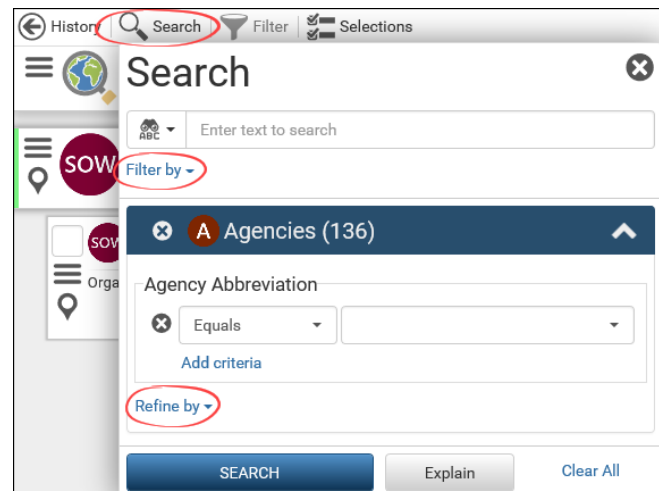 History Search Filter Selections
Search
ABC Enter text to search
Filter by
SOW
A Agencies (136)
SOW
Orga
Agency Abbreviation
Equals
Add criteria
Refine by
SEARCH Explain Clear All